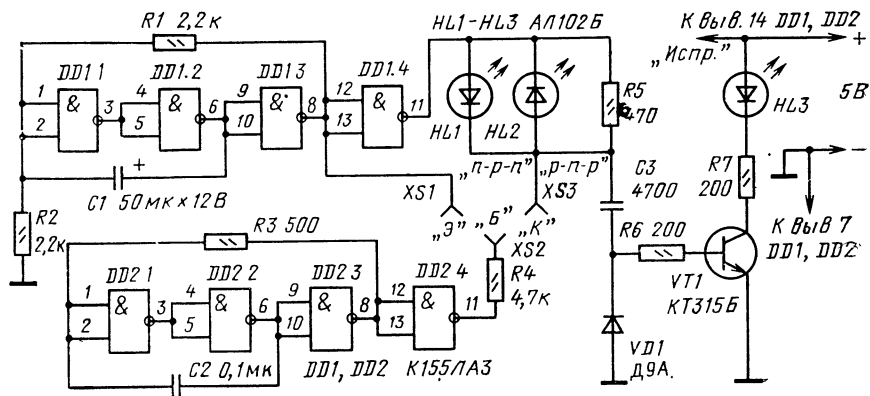 R1 2,2к
HL1-HL3 АЛ102Б
К Выв. 14 DD1, DD2
+
„Испр."
DD1 1
DD1.2
DD1 3
DD1.4
1
2
&
3
4
5
&
6
9
10
&
8
12
13
&
11
HL1
HL2
R5
470
HL3
5В
–
+
С1 50мк×12В
„п-р-п"
„р-п-р"
XS1
XS3
С3
4700
R7
200
R2
2,2к
R3 500
„Э"
„Б"
„К"
XS2
R6 200
К Выв 7
DD1, DD2
DD2 1
DD2 2
DD2 3
DD2 4
R4
4,7к
1
2
&
3
4
5
&
6
9
10
&
8
12
13
&
11
VT1
КТ315Б
С2 0,1мк
DD1, DD2
К155ЛА3
VD1
Д9А